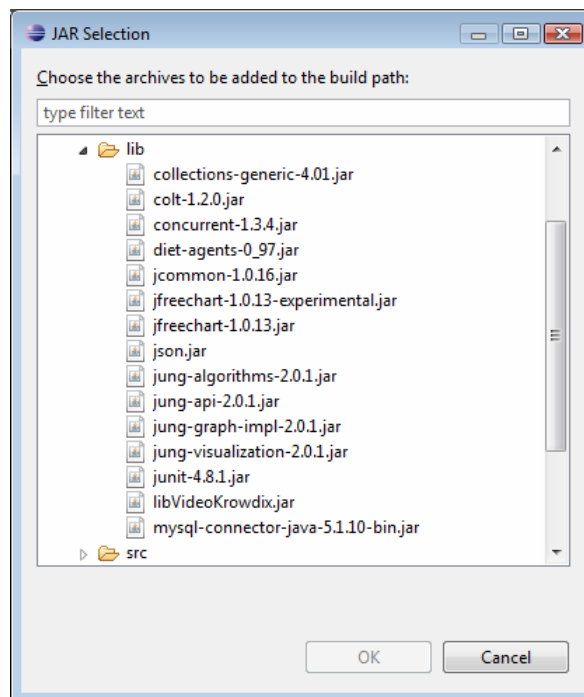 JAR Selection
Choose the archives to be added to the build path:
type filter text
lib
collections-generic-4.01.jar
colt-1.2.0.jar
concurrent-1.3.4.jar
diet-agents-0_97.jar
jcommon-1.0.16.jar
jfreechart-1.0.13-experimental.jar
jfreechart-1.0.13.jar
json.jar
jung-algorithms-2.0.1.jar
jung-api-2.0.1.jar
jung-graph-impl-2.0.1.jar
jung-visualization-2.0.1.jar
junit-4.8.1.jar
libVideoKrowdix.jar
mysql-connector-java-5.1.10-bin.jar
src
OK Cancel